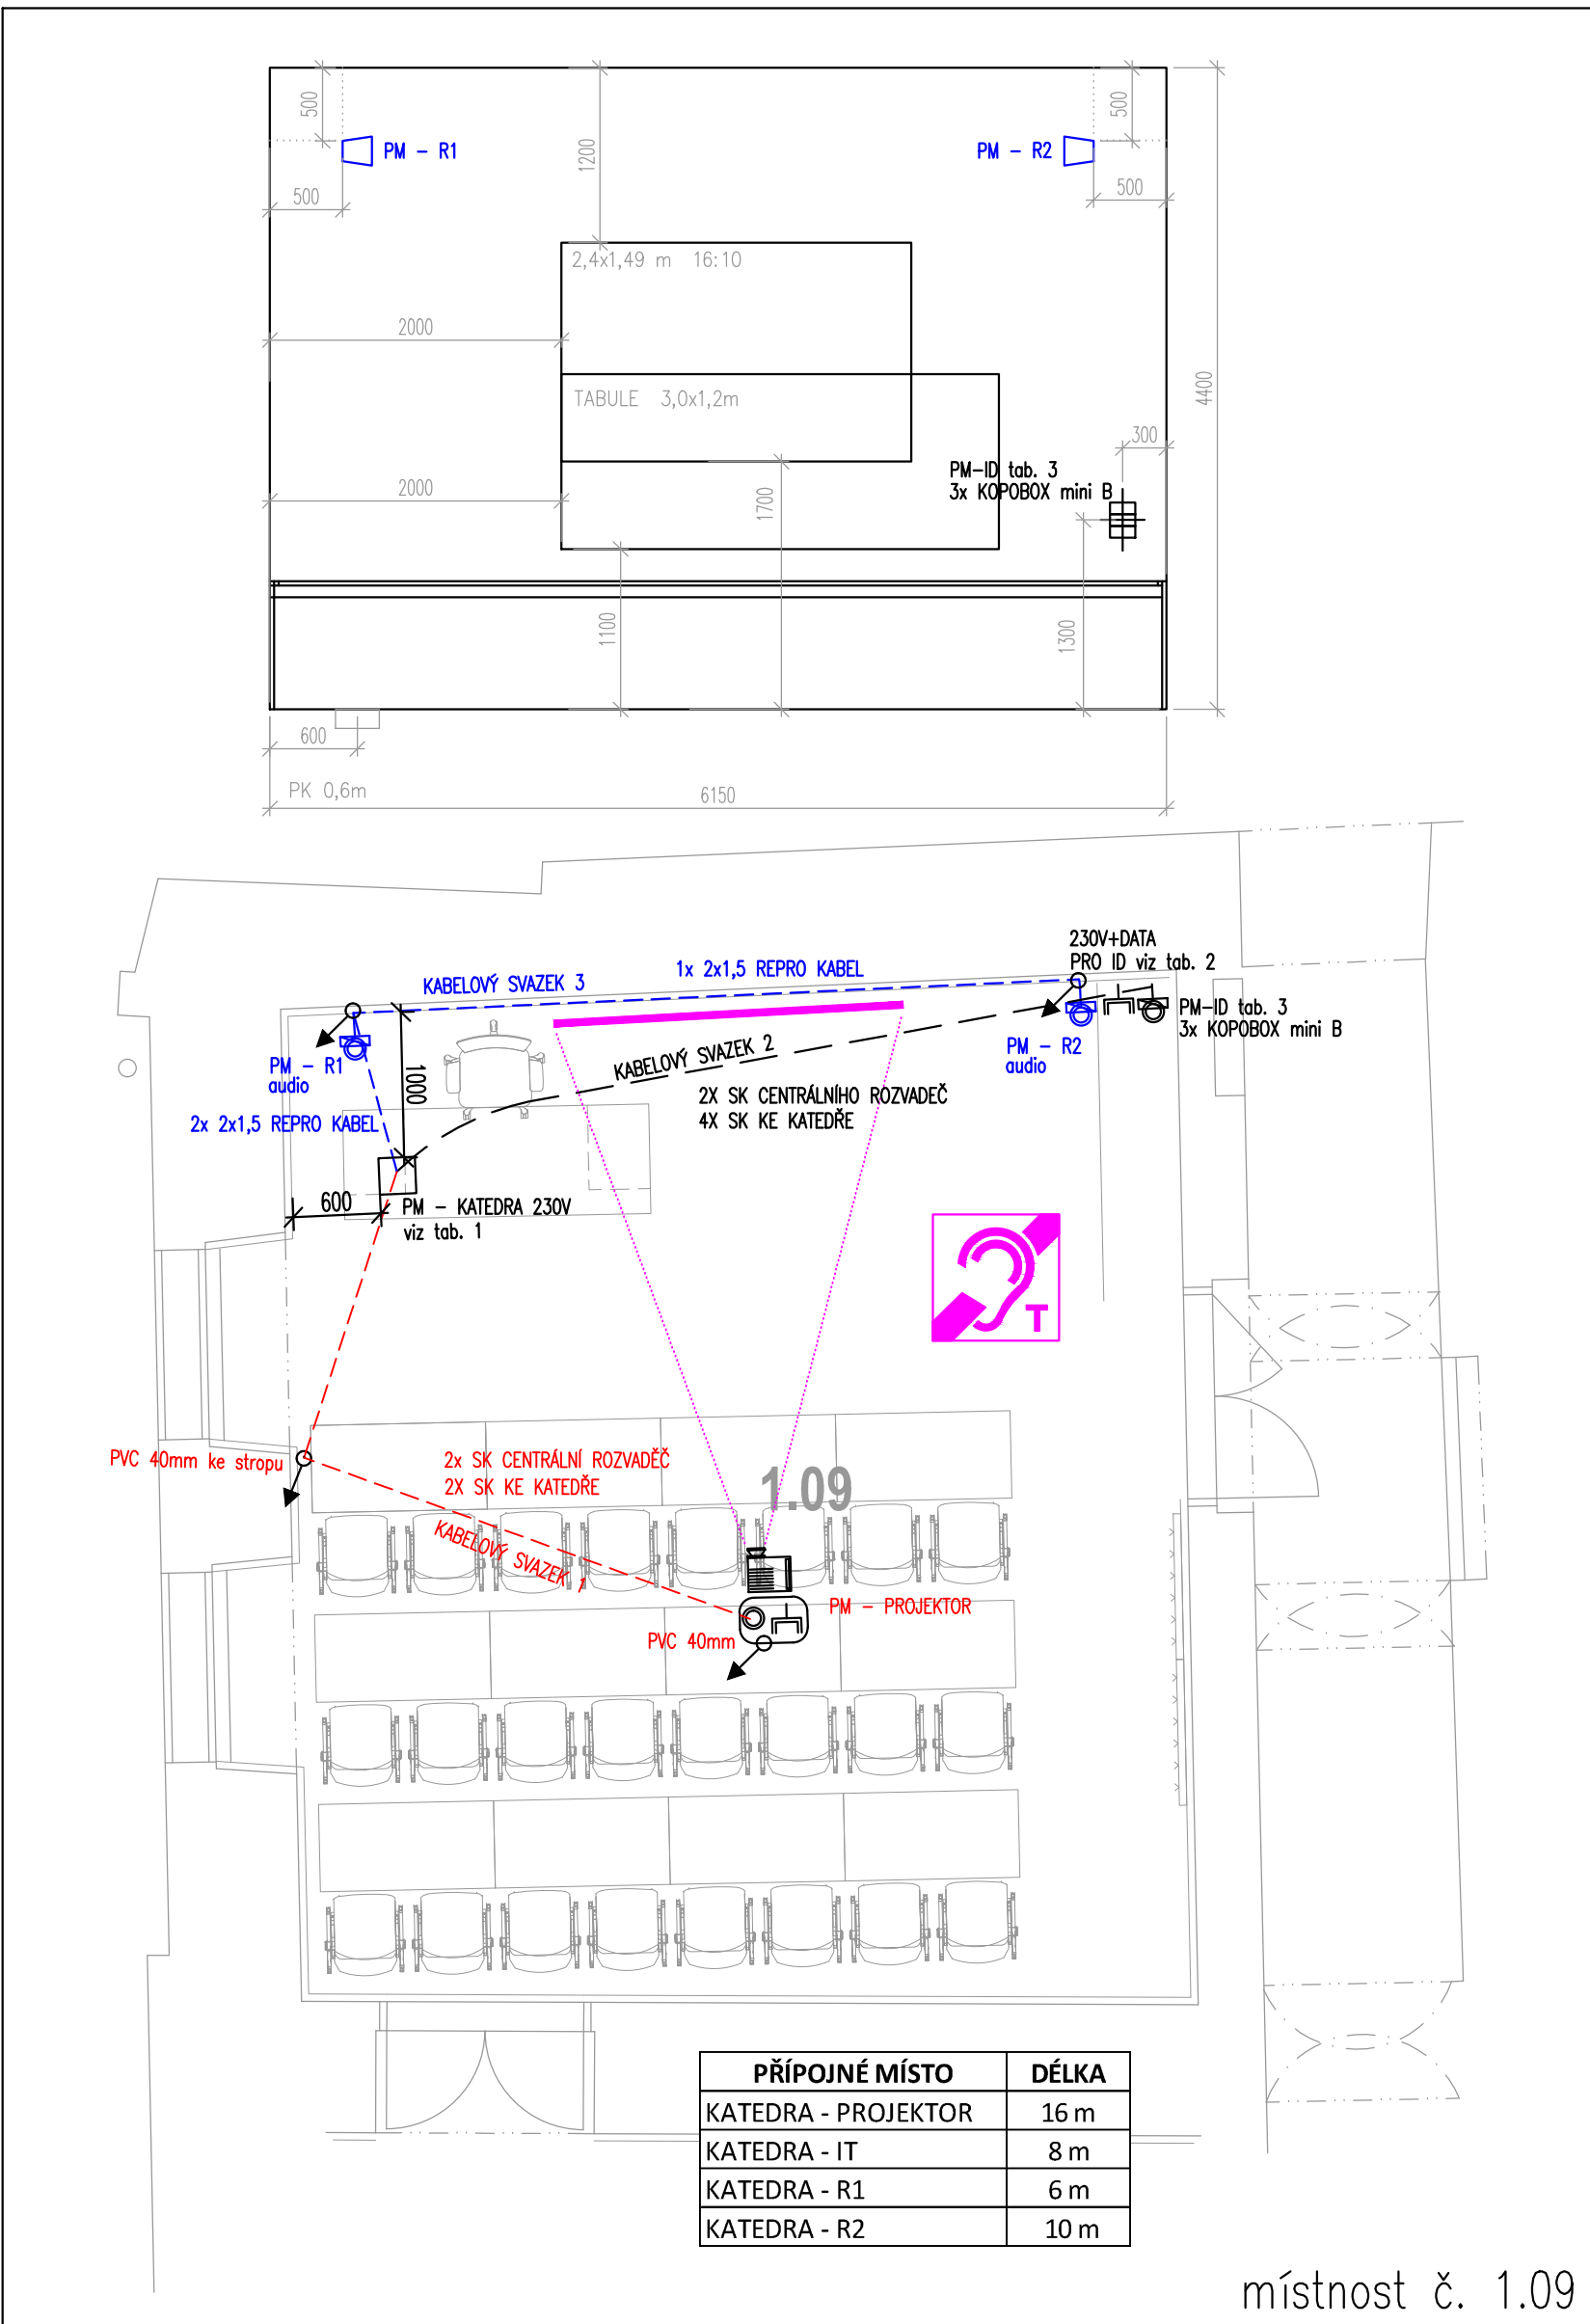 500
500
PM - R1
PM - R2
1200
500
500
2,4x1,49 m 16:10
2000
4400
TABULE 3,0x1,2m
300
PM-ID tab. 3
3x KOPOBOX mini B
2000
1700
1100
1300
600
PK 0,6m
6150
230V+DATA
PRO ID viz tab. 2
1x 2x1,5 REPRO KABEL
KABELOVÝ SVAZEK 3
PM-ID tab. 3
3x KOPOBOX mini B
PM - R1
audio
1000
KABELOVÝ SVAZEK 2
PM - R2
audio
2X SK CENTRÁLNÍHO ROZVADEČ
4X SK KE KATEDŘE
2x 2x1,5 REPRO KABEL
600
PM - KATEDRA 230V
viz tab. 1
T
PVC 40mm ke stropu
2x SK CENTRÁLNÍ ROZVADĚČ
2X SK KE KATEDŘE
1.09
KABELOVÝ SVAZEK 1
PM - PROJEKTOR
PVC 40mm
PŘÍPOJNÉ MÍSTO DÉLKA
KATEDRA - PROJEKTOR 16 m
KATEDRA - IT 8 m
KATEDRA - R1 6 m
KATEDRA - R2 10 m
místnost č. 1.09